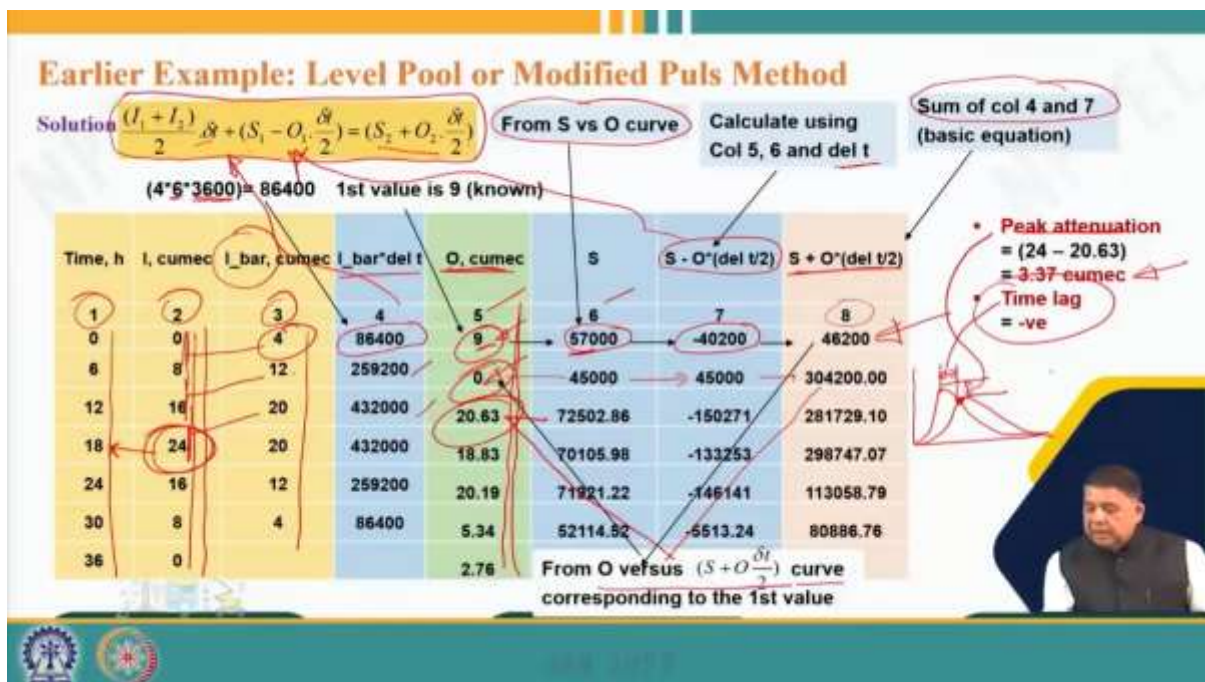 Earlier Example: Level Pool or Modified Puls Method
Solution (I₁ + I₂)/2 . δt + (S₁ − O₁ . δt/2) = (S₂ + O₂ . δt/2)
From S vs O curve
Calculate using
Col 5, 6 and del t
Sum of col 4 and 7
(basic equation)
(4*6*3600)= 86400 1st value is 9 (known)
Time, h I, cumec I_bar, cumec I_bar*del t O, cumec S S - O*(del t/2) S + O*(del t/2)
1 2 3 4 5 6 7 8
0 0 4 86400 9 57000 -40200 46200
6 8 12 259200 0 45000 45000 304200.00
12 16 20 432000 20.63 72502.86 -150271 281729.10
18 24 20 432000 18.83 70105.98 -133253 298747.07
24 16 12 259200 20.19 71921.22 -146141 113058.79
30 8 4 86400 5.34 52114.52 -5513.24 80886.76
36 0 2.76
From O versus (S + O δt/2) curve
corresponding to the 1st value
• Peak attenuation
= (24 – 20.63)
= 3.37 cumec
• Time lag
= -ve